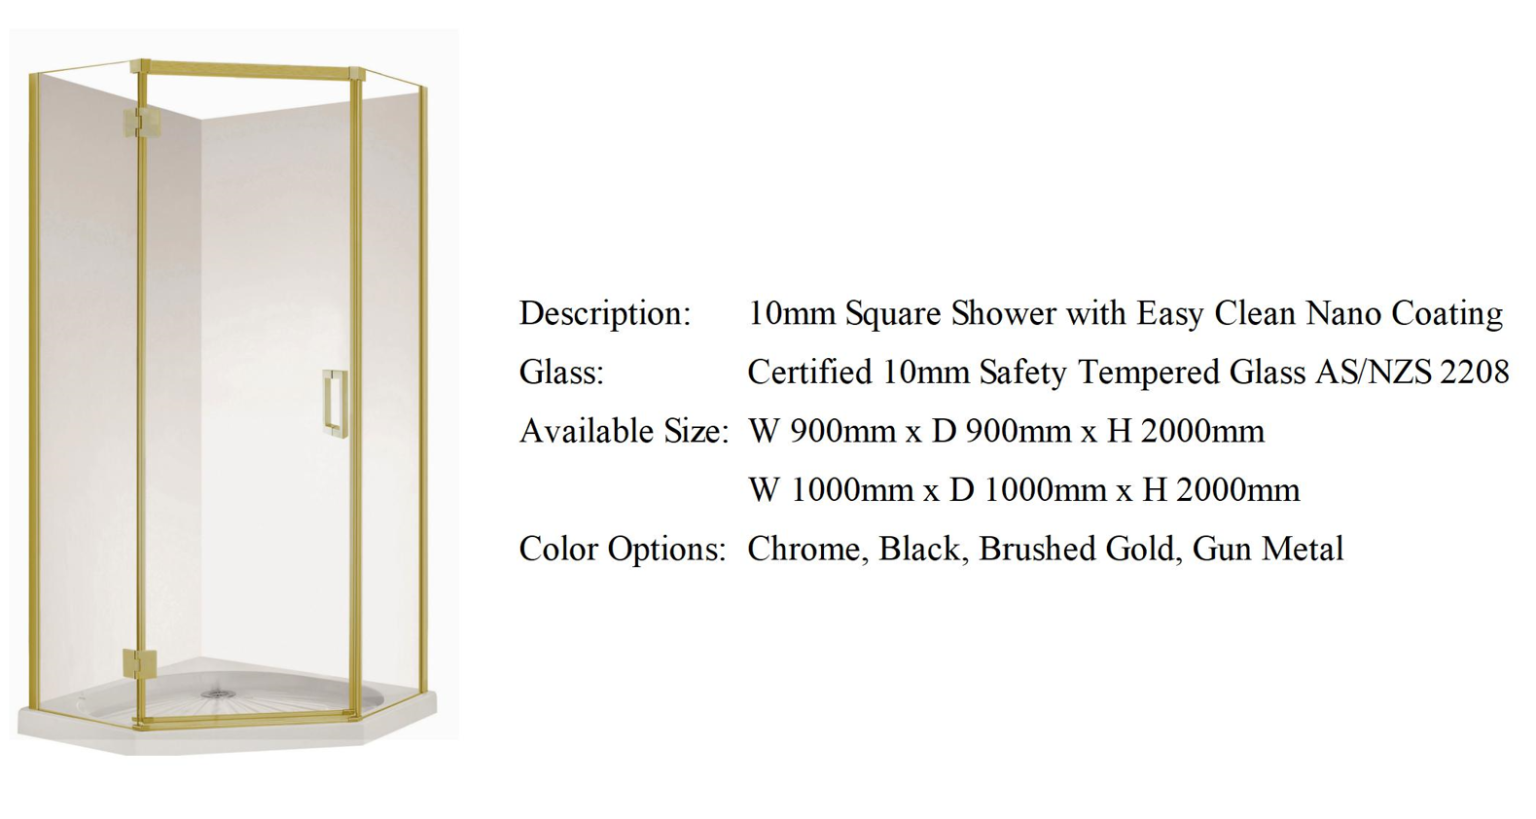 Description: 10mm Square Shower with Easy Clean Nano Coating
Glass: Certified 10mm Safety Tempered Glass AS/NZS 2208
Available Size: W 900mm x D 900mm x H 2000mm
W 1000mm x D 1000mm x H 2000mm
Color Options: Chrome, Black, Brushed Gold, Gun Metal